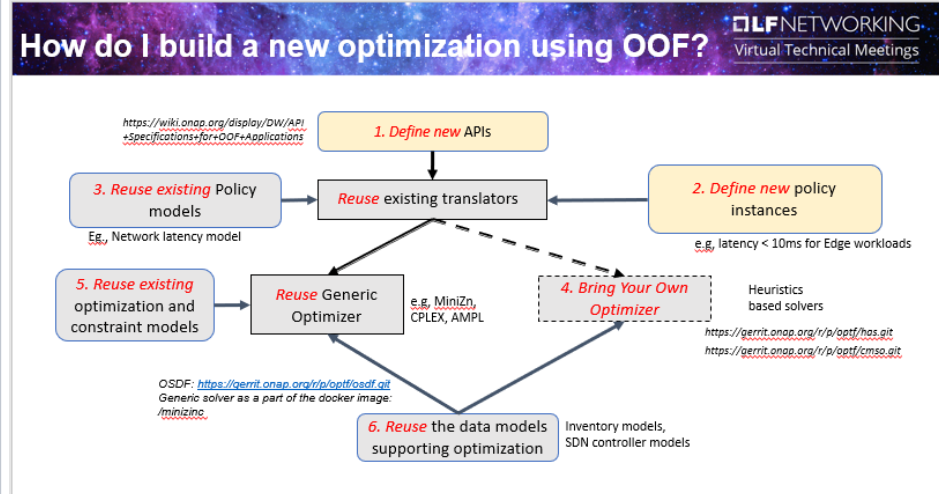 How do I build a new optimization using OOF?
LFNETWORKING
Virtual Technical Meetings
https://wiki.onap.org/display/DW/API
+Specifications+for+OOF+Applications
1. Define new APIs
3. Reuse existing Policy
models
Eg., Network latency model
Reuse existing translators
2. Define new policy
instances
e.g, latency < 10ms for Edge workloads
5. Reuse existing
optimization and
constraint models
Reuse Generic
Optimizer
e.g, MiniZn,
CPLEX, AMPL
4. Bring Your Own
Optimizer
Heuristics
based solvers
https://gerrit.onap.org/r/p/optf/has.git
https://gerrit.onap.org/r/p/optf/cmso.git
OSDF: https://gerrit.onap.org/r/p/optf/osdf.git
Generic solver as a part of the docker image:
/minizinc
6. Reuse the data models
supporting optimization
Inventory models,
SDN controller models